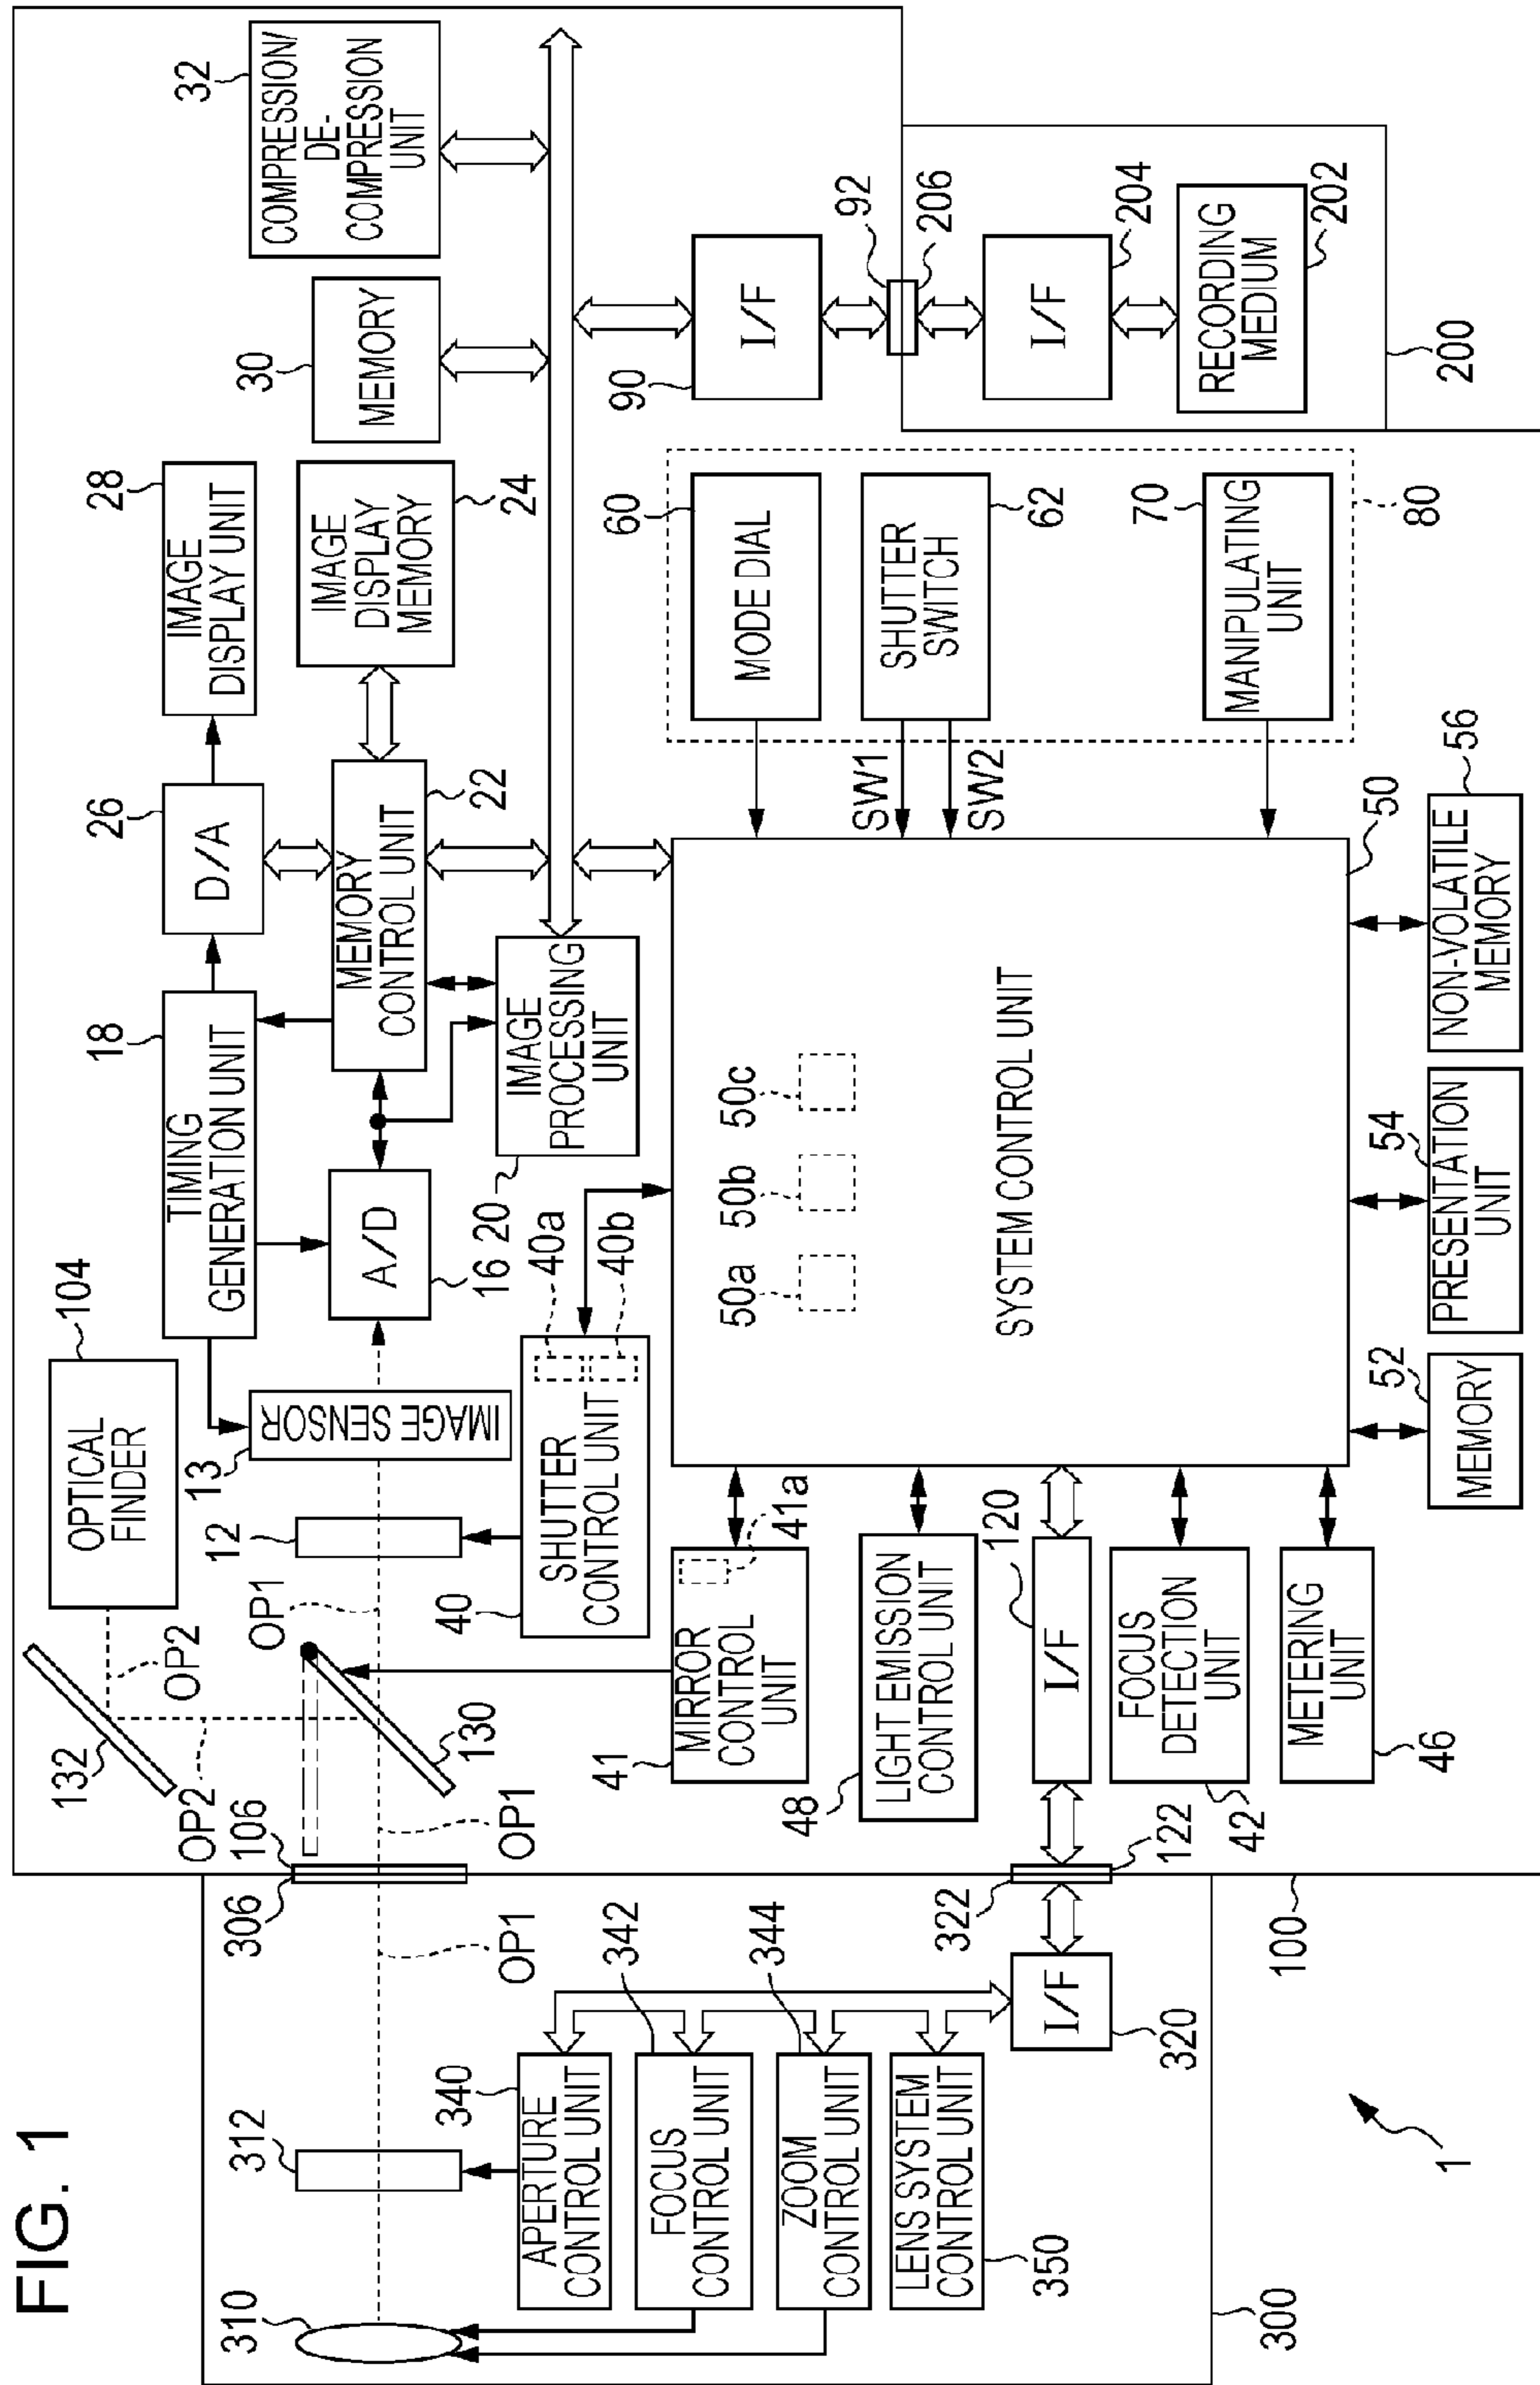 FIG. 1
300
310
312
340
APERTURE
CONTROL UNIT
342
FOCUS
CONTROL UNIT
344
ZOOM
CONTROL UNIT
LENS SYSTEM
CONTROL UNIT
350
I/F
320
322
122
306
106
OP1
OP1
OP1
OP2
OP2
132
130
100
1
OPTICAL
FINDER
104
12
13
IMAGE SENSOR
A/D
16
TIMING
GENERATION UNIT
18
D/A
26
IMAGE
DISPLAY UNIT
28
MEMORY
CONTROL UNIT
22
IMAGE
DISPLAY
MEMORY
24
IMAGE
PROCESSING
UNIT
20
MEMORY
30
COMPRESSION/
DE-
COMPRESSION
UNIT
32
SHUTTER
CONTROL UNIT
40
40a
40b
MIRROR
CONTROL
UNIT
41
41a
LIGHT EMISSION
CONTROL UNIT
48
I/F
120
FOCUS
DETECTION
UNIT
42
METERING
UNIT
46
SYSTEM CONTROL UNIT
50
50a
50b
50c
MEMORY
52
PRESENTATION
UNIT
54
NON-VOLATILE
MEMORY
56
MODE DIAL
60
SHUTTER
SWITCH
62
SW1
SW2
MANIPULATING
UNIT
70
80
I/F
90
92
206
I/F
204
RECORDING
MEDIUM
202
200